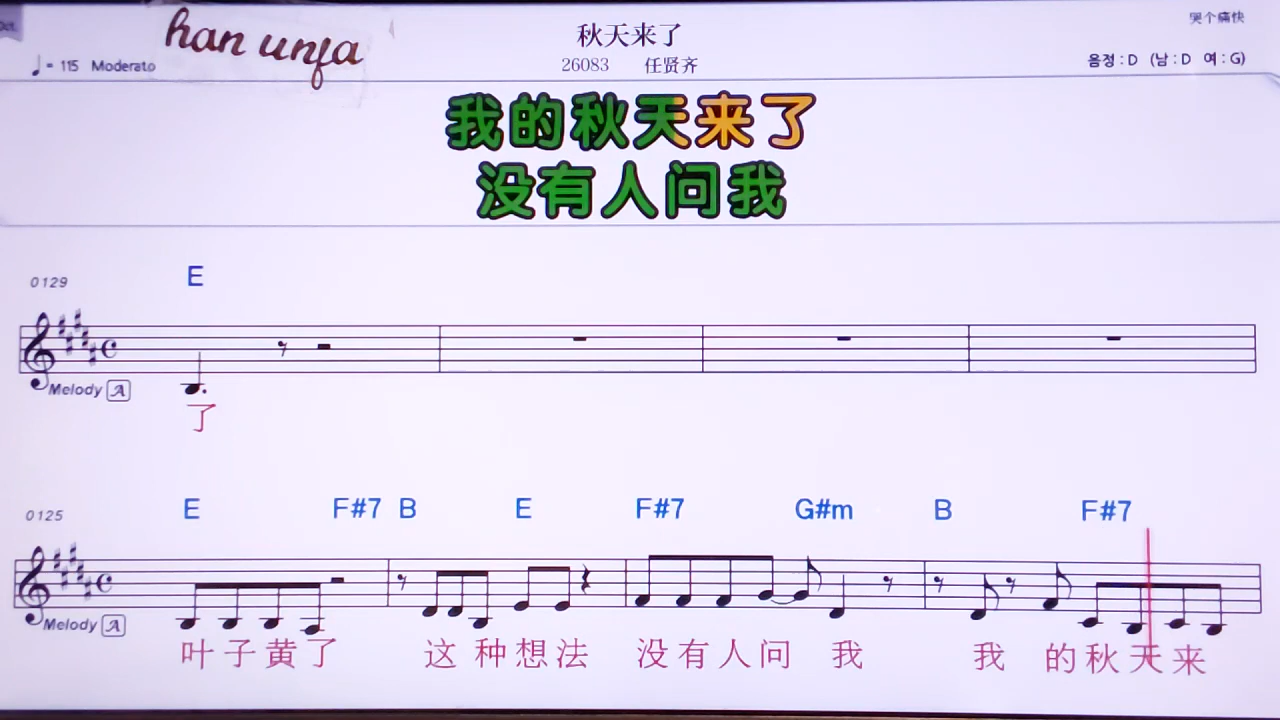 Oct.
han unfa
秋天来了
哭个痛快
♩= 115 Moderato
26083 任贤齐
음정 : D (남 : D 여 : G)
我的秋天来了
没有人问我
0129
E
Melody A
了
0125
E F#7 B E F#7 G#m B F#7
Melody A
叶子黄了 这种想法 没有人问 我 我 的秋天来